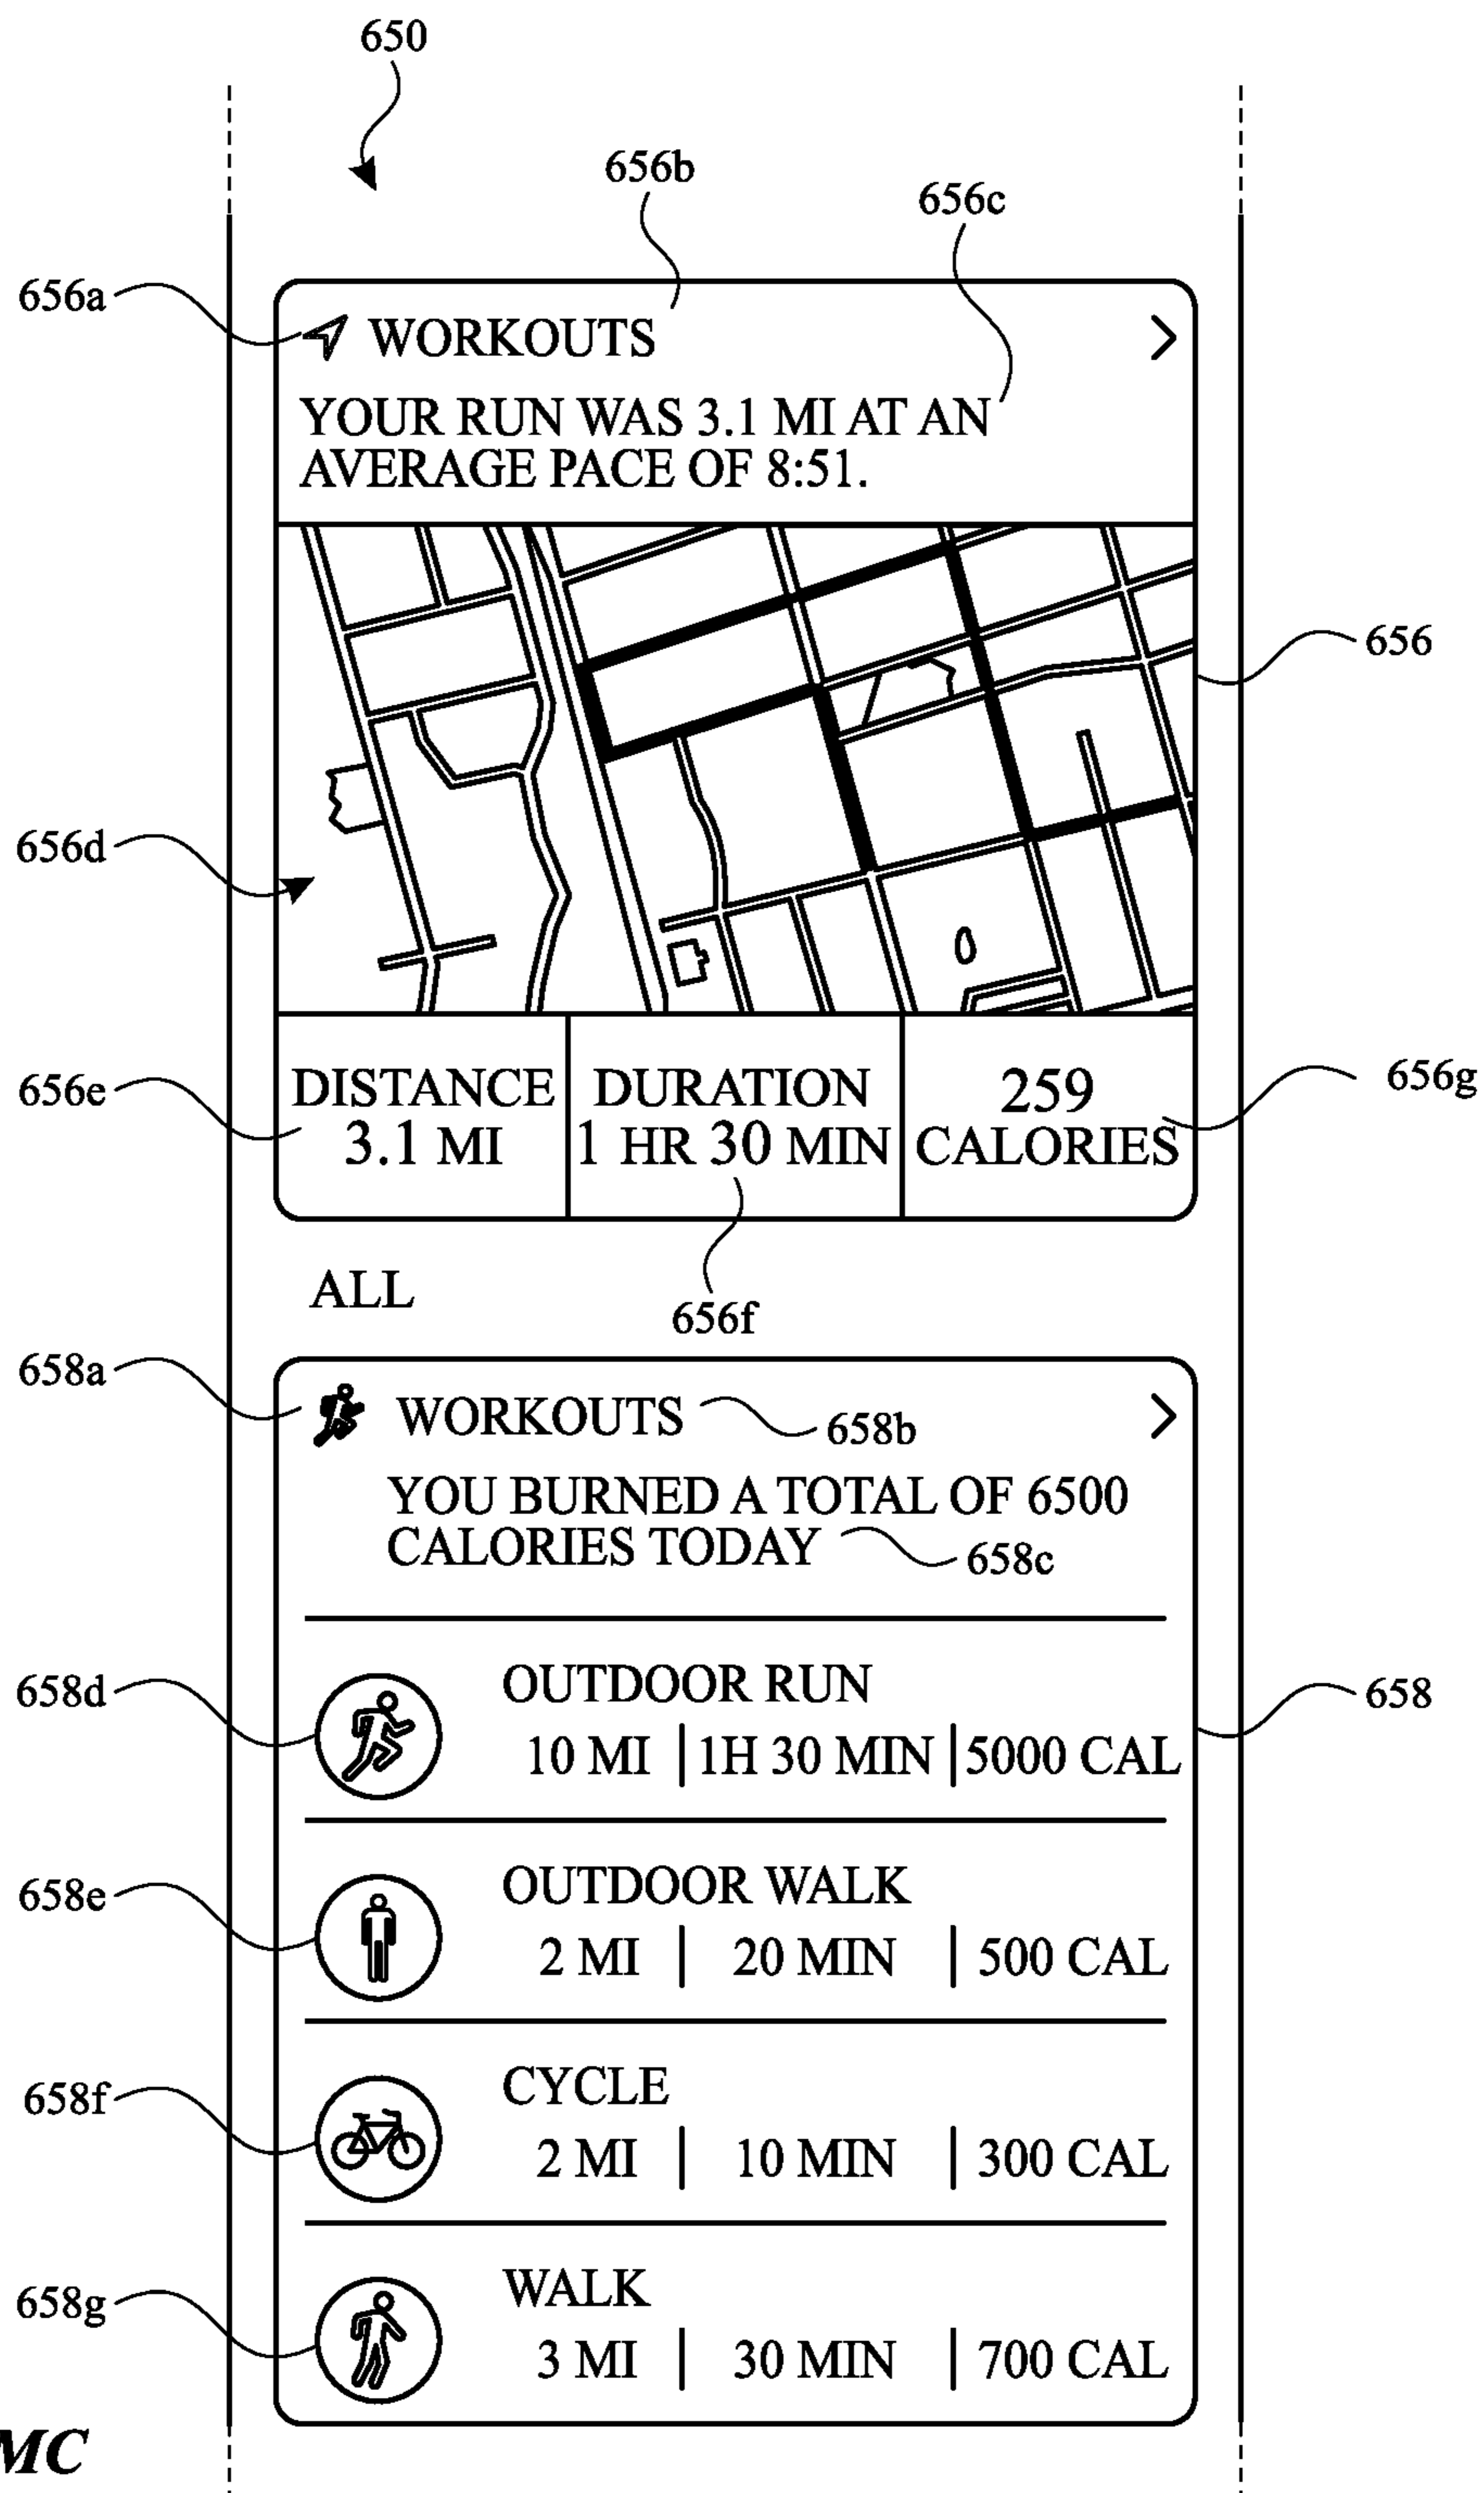 650
656b
656c
656a
WORKOUTS
YOUR RUN WAS 3.1 MI AT AN
AVERAGE PACE OF 8:51.
656
656d
656e
DISTANCE
3.1 MI
DURATION
1 HR 30 MIN
259
CALORIES
656g
ALL
656f
658a
WORKOUTS
658b
YOU BURNED A TOTAL OF 6500
CALORIES TODAY
658c
658d
OUTDOOR RUN
10 MI | 1H 30 MIN | 5000 CAL
658
658e
OUTDOOR WALK
2 MI | 20 MIN | 500 CAL
658f
CYCLE
2 MI | 10 MIN | 300 CAL
658g
WALK
3 MI | 30 MIN | 700 CAL
MC